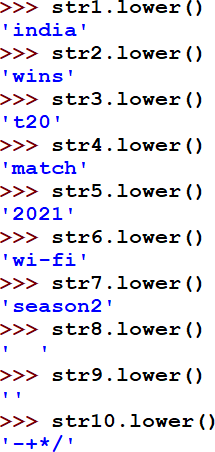 >>> str1.lower()
'india'
>>> str2.lower()
'wins'
>>> str3.lower()
't20'
>>> str4.lower()
'match'
>>> str5.lower()
'2021'
>>> str6.lower()
'wi-fi'
>>> str7.lower()
'season2'
>>> str8.lower()
'  '
>>> str9.lower()
''
>>> str10.lower()
'-+*/'